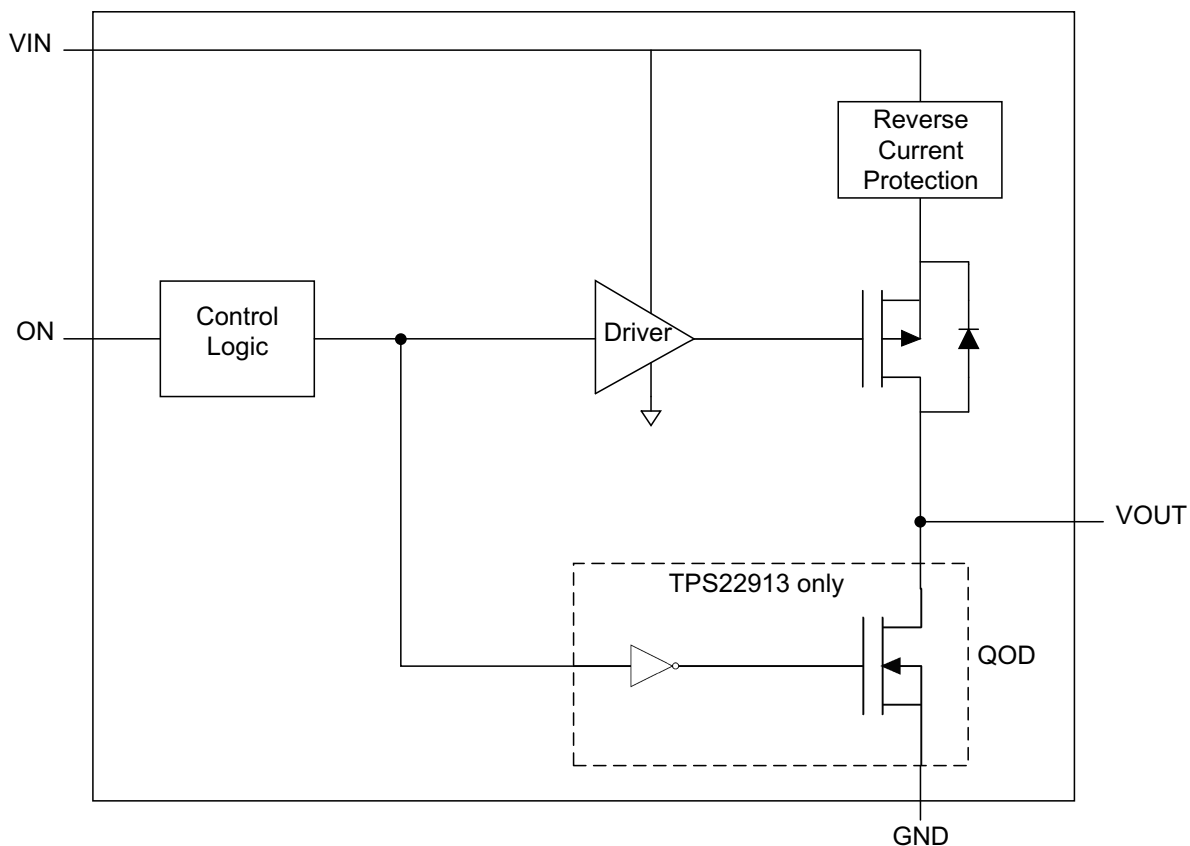 VIN
Reverse
Current
Protection
ON
Control
Logic
Driver
VOUT
TPS22913 only
QOD
GND